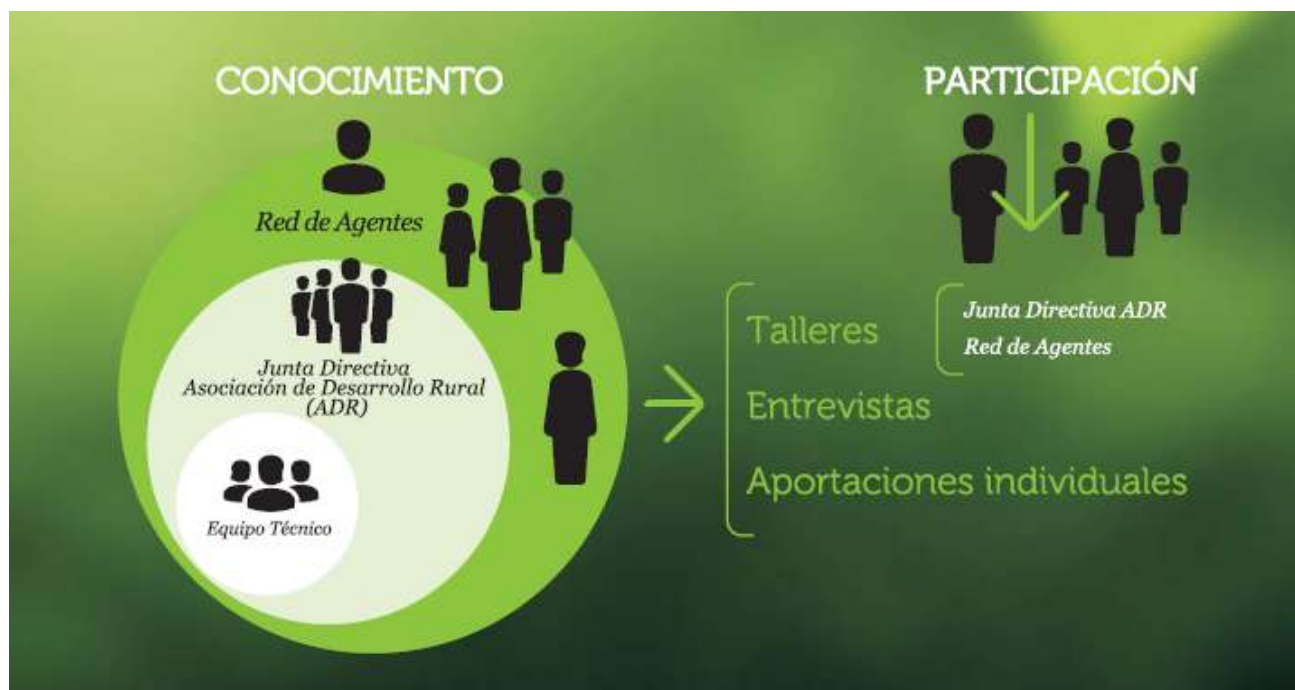 CONOCIMIENTO
Red de Agentes
Junta Directiva
Asociación de Desarrollo Rural
(ADR)
Equipo Técnico
PARTICIPACIÓN
Talleres
Junta Directiva ADR
Red de Agentes
Entrevistas
Aportaciones individuales